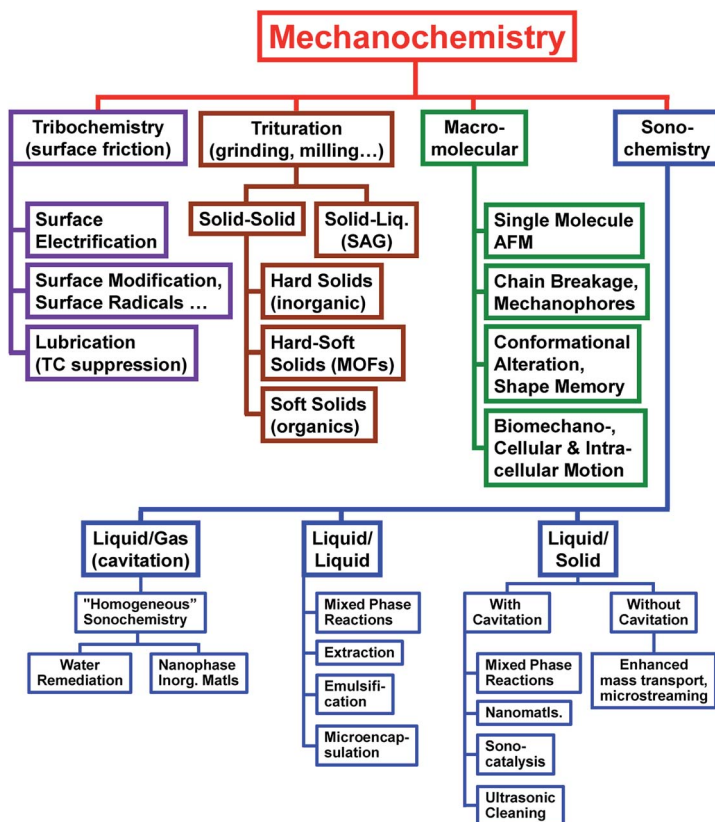 Mechanochemistry
Tribochemistry
(surface friction)
Surface
Electrification
Surface Modification,
Surface Radicals ...
Lubrication
(TC suppression)
Trituration
(grinding, milling...)
Solid-Solid
Solid-Liq.
(SAG)
Hard Solids
(inorganic)
Hard-Soft
Solids (MOFs)
Soft Solids
(organics)
Macro-
molecular
Single Molecule
AFM
Chain Breakage,
Mechanophores
Conformational
Alteration,
Shape Memory
Biomechano-,
Cellular & Intra-
cellular Motion
Sono-
chemistry
Liquid/Gas
(cavitation)
"Homogeneous”
Sonochemistry
Water
Remediation
Nanophase
Inorg. Matls
Liquid/
Liquid
Mixed Phase
Reactions
Extraction
Emulsifi-
cation
Microencap-
sulation
Liquid/
Solid
With
Cavitation
Mixed Phase
Reactions
Nanomatls.
Sono-
catalysis
Ultrasonic
Cleaning
Without
Cavitation
Enhanced
mass transport,
microstreaming